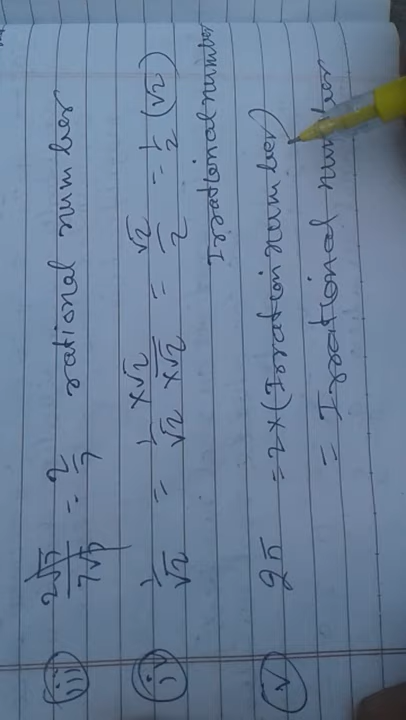 (iii) 2√7/7√7 = 2/7 rational number
(iv) 1/√2 = 1×√2/√2×√2 = √2/2 = 1/2 (√2)
Irrational number
(v) 2π = 2×(Irration number)
= Irrational number